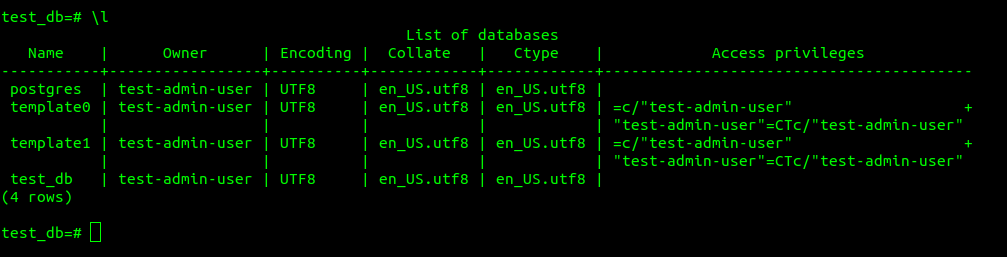 test_db=# \l
                                             List of databases
   Name    |      Owner      | Encoding |  Collate   |   Ctype    |            Access privileges
-----------+-----------------+----------+------------+------------+-----------------------------------------
 postgres  | test-admin-user | UTF8     | en_US.utf8 | en_US.utf8 |
 template0 | test-admin-user | UTF8     | en_US.utf8 | en_US.utf8 | =c/"test-admin-user"                   +
           |                 |          |            |            | "test-admin-user"=CTc/"test-admin-user"
 template1 | test-admin-user | UTF8     | en_US.utf8 | en_US.utf8 | =c/"test-admin-user"                   +
           |                 |          |            |            | "test-admin-user"=CTc/"test-admin-user"
 test_db   | test-admin-user | UTF8     | en_US.utf8 | en_US.utf8 |
(4 rows)

test_db=#